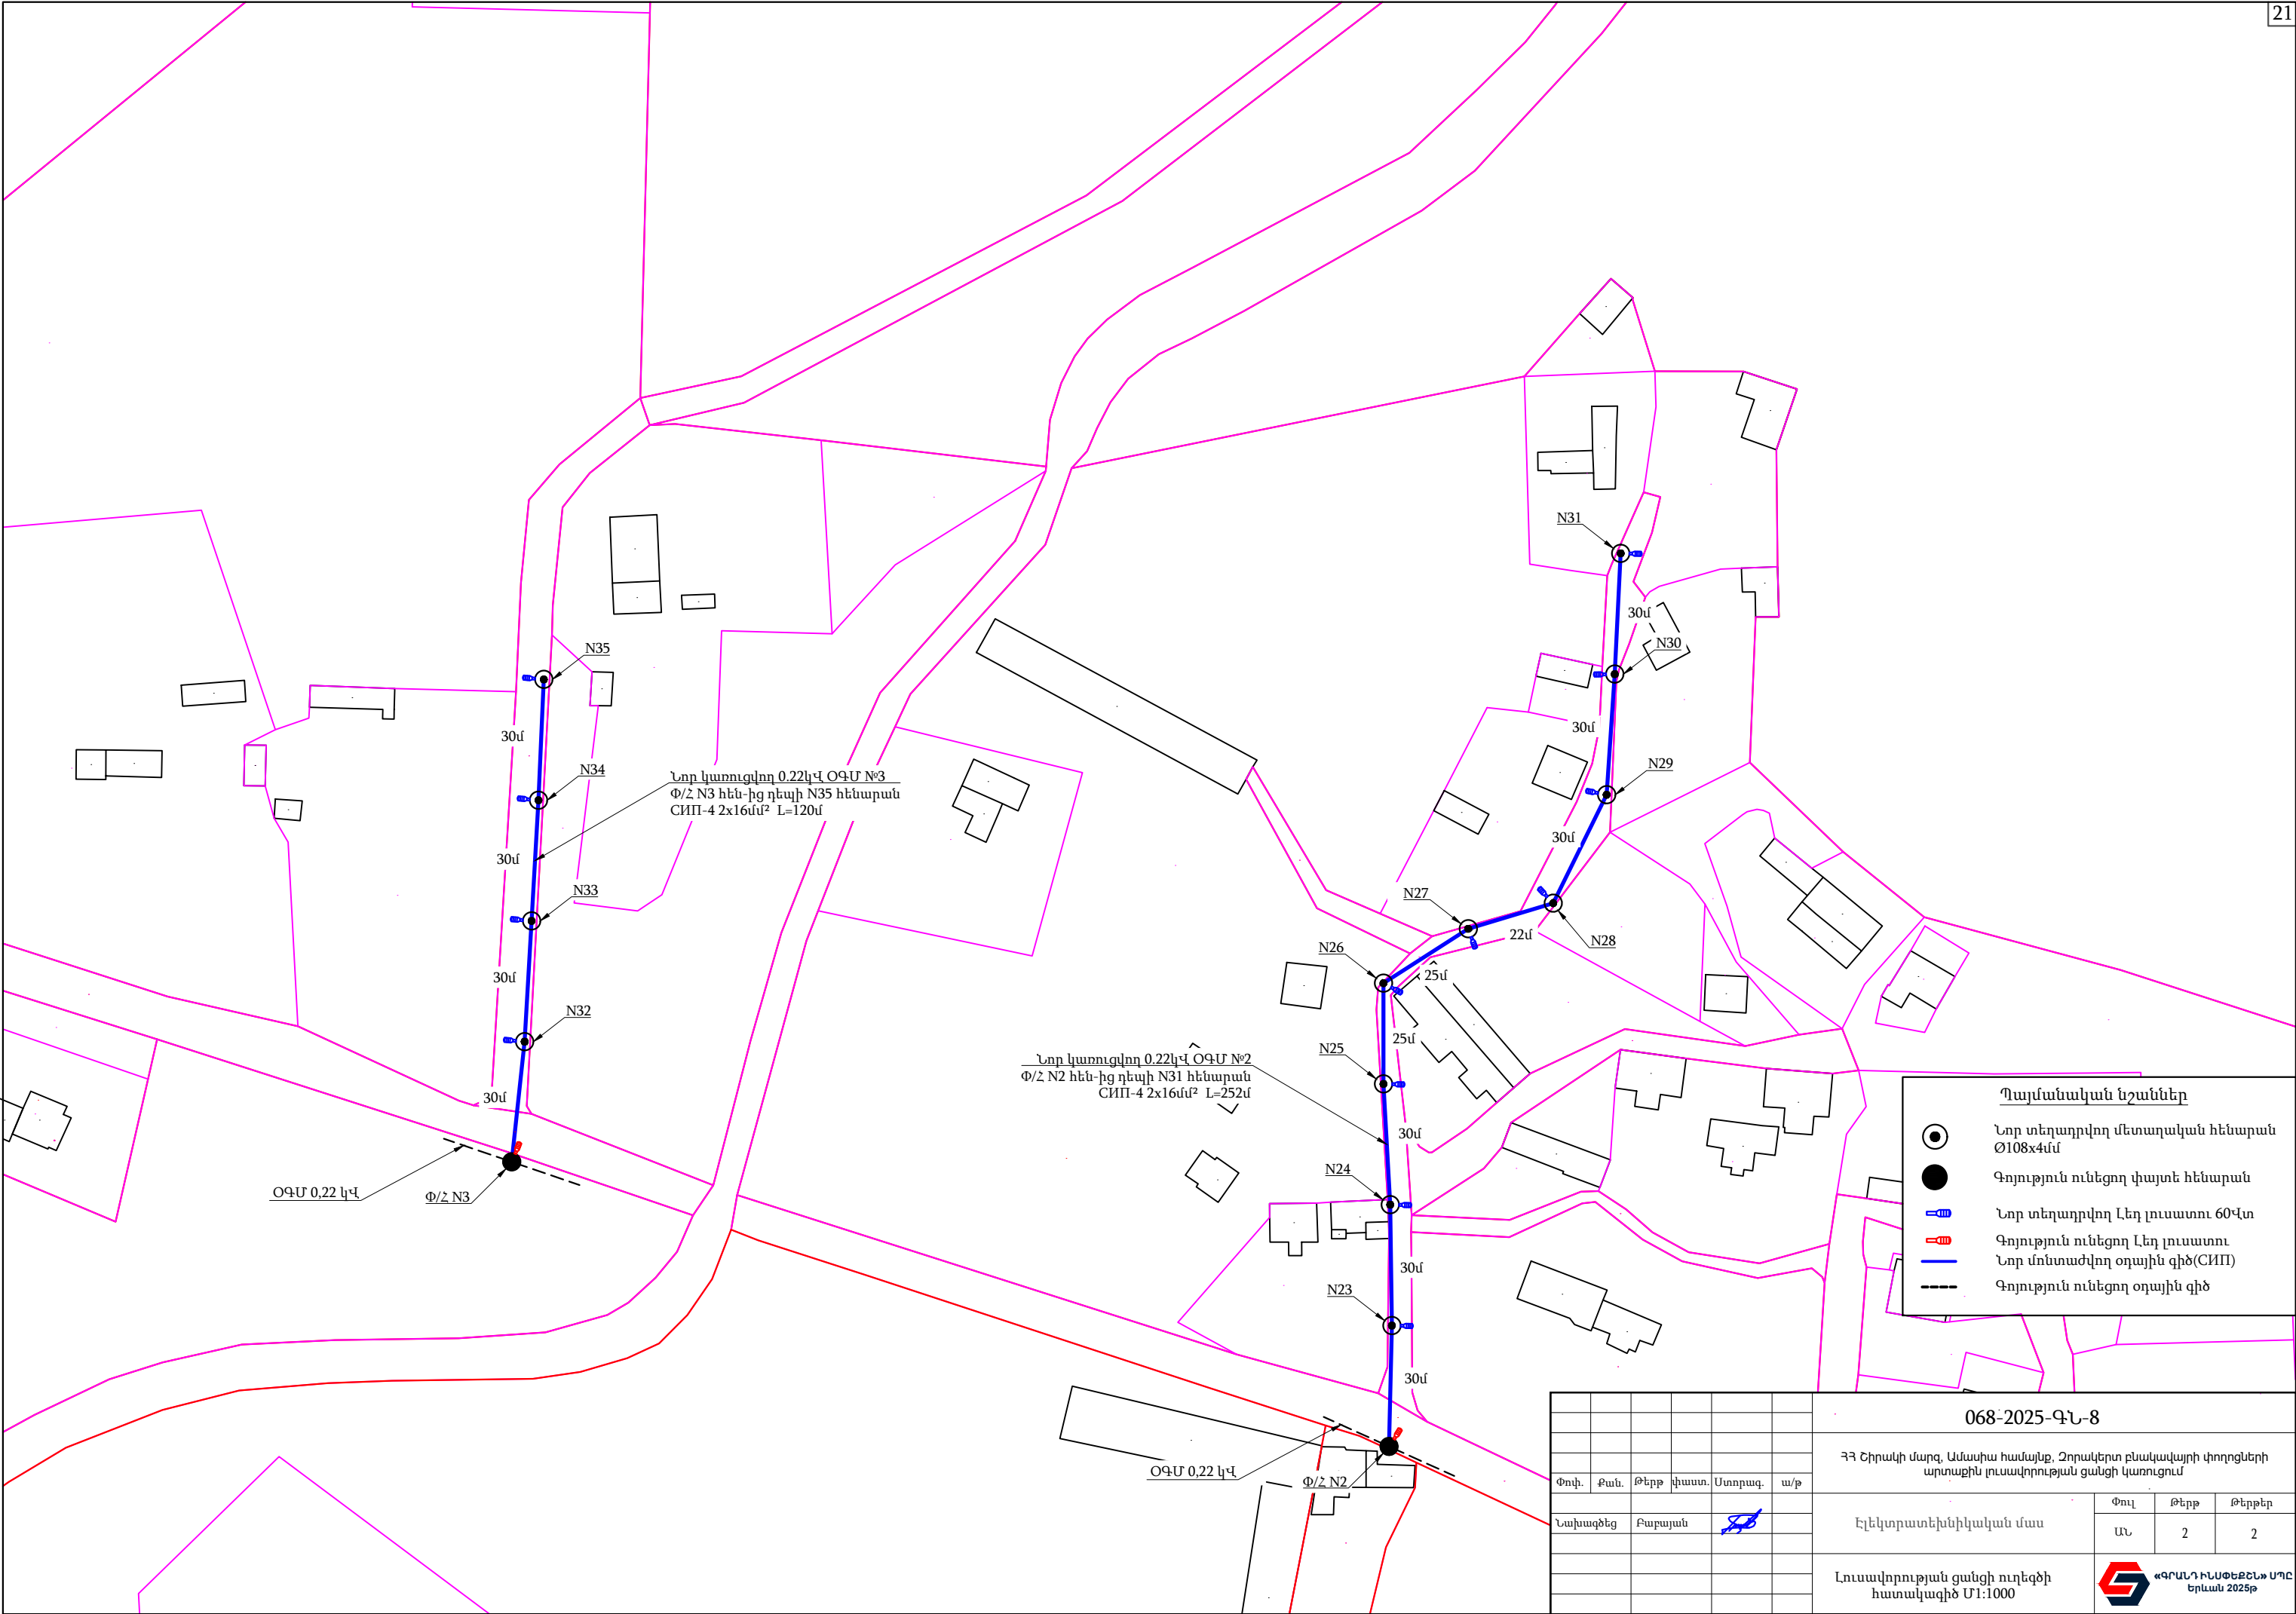 21
N31
30մ
N30
N35
30մ
30մ
N29
N34
Նոր կառուցվող 0.22կՎ ՕԳՄ №3
Փ/Հ N3 հեն-ից դեպի N35 հենարան
СИП-4 2x16մմ² L=120մ
30մ
30մ
N33
N27
22մ
N28
N26
25մ
30մ
N32
25մ
N25
Նոր կառուցվող 0.22կՎ ՕԳՄ №2
Փ/Հ N2 հեն-ից դեպի N31 հենարան
СИП-4 2x16մմ² L=252մ
30մ
30մ
N24
ՕԳՄ 0,22 կՎ
Փ/Հ N3
30մ
N23
30մ
ՕԳՄ 0,22 կՎ
Փ/Հ N2
Պայմանական նշաններ
Նոր տեղադրվող մետաղական հենարան
Ø108x4մմ
Գոյություն ունեցող փայտե հենարան
Նոր տեղադրվող Լեդ լուսատու 60Վտ
Գոյություն ունեցող Լեդ լուսատու
Նոր մոնտաժվող օդային գիծ(СИП)
Գոյություն ունեցող օդային գիծ
068-2025-ԳՆ-8
ՀՀ Շիրակի մարզ, Ամասիա համայնք, Զորակերտ բնակավայրի փողոցների
արտաքին լուսավորության ցանցի կառուցում
Փոփ. Քան. Թերթ փաստ. Ստորագ. ա/թ
Նախագծեց Բաբայան
Էլեկտրատեխնիկական մաս
Փուլ Թերթ Թերթեր
ԱՆ 2 2
Լուսավորության ցանցի ուղեգծի
հատակագիծ Մ1:1000
«ԳՐԱՆԴ ԻՆՍՓԵՔՇՆ» ՍՊԸ
Երևան 2025թ